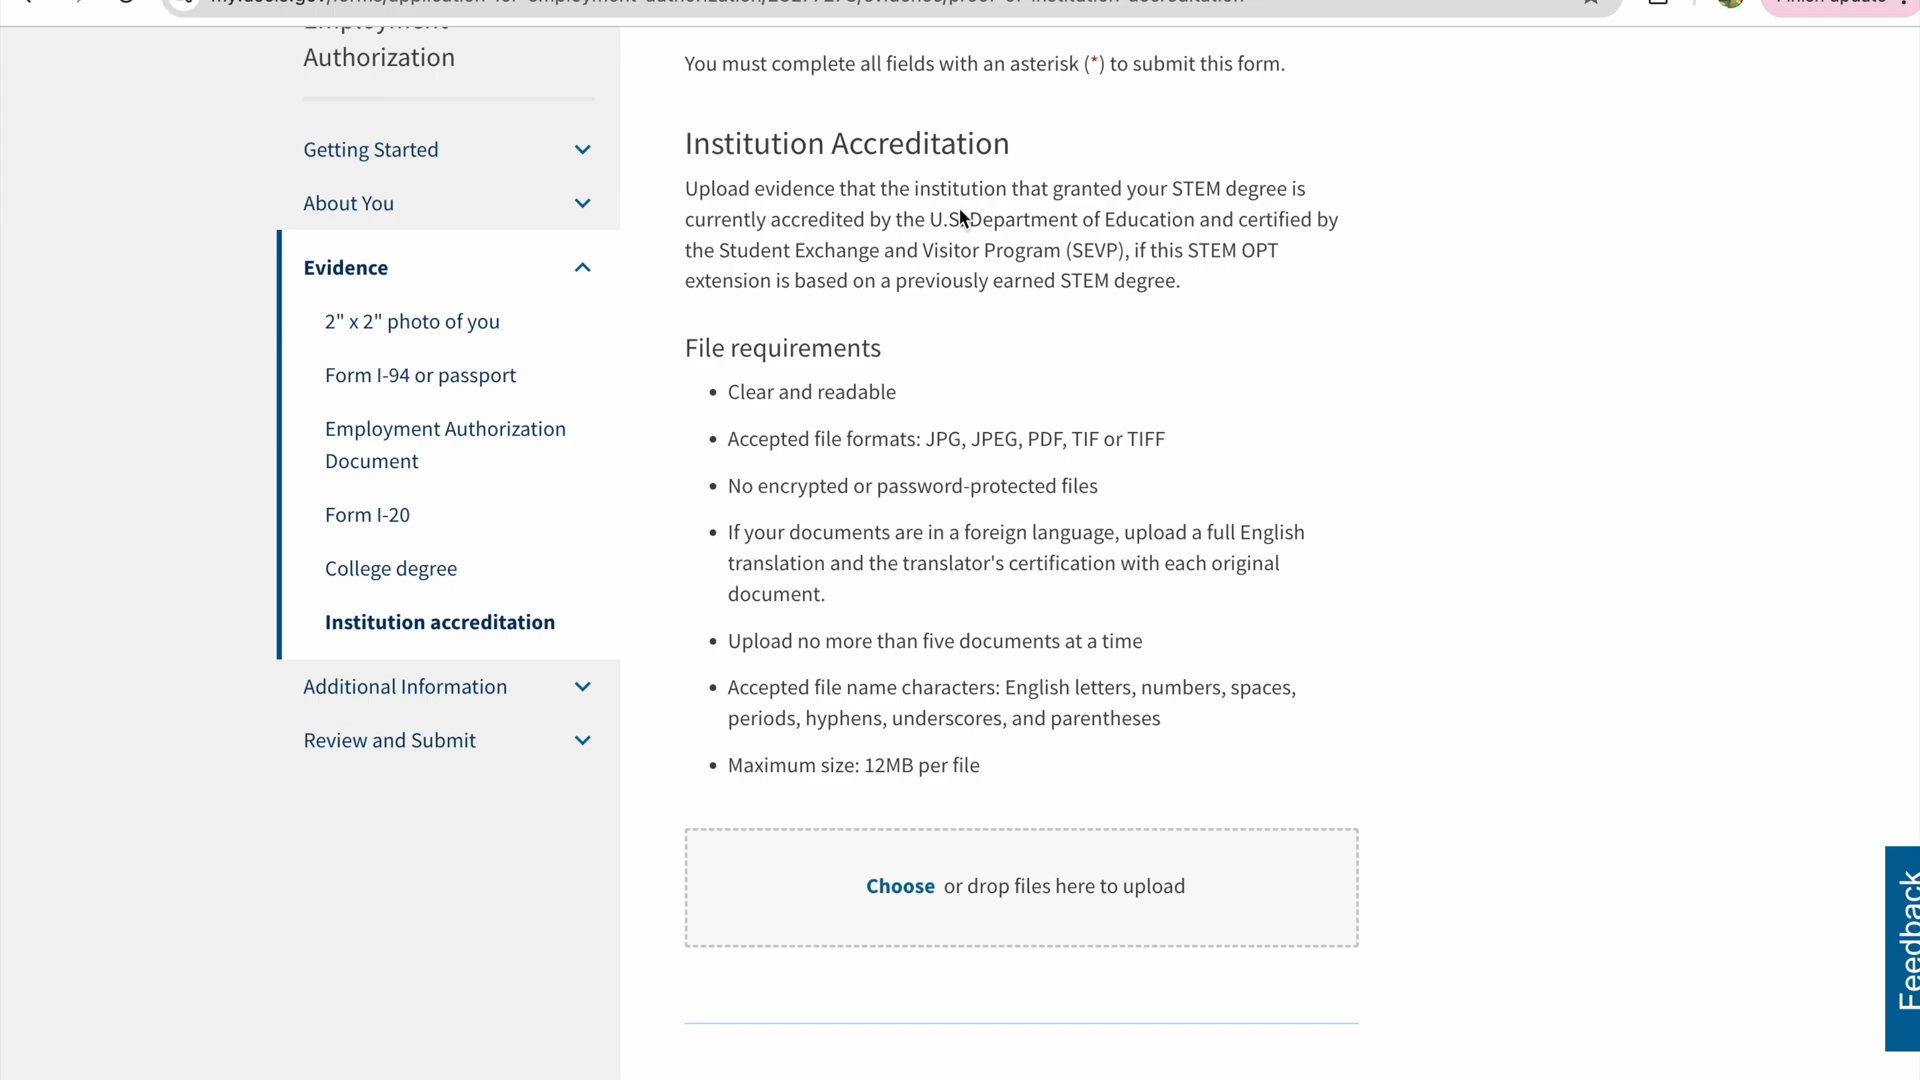 Employment
Authorization
Getting Started
About You
Evidence
2" x 2" photo of you
Form I-94 or passport
Employment Authorization
Document
Form I-20
College degree
Institution accreditation
Additional Information
Review and Submit
You must complete all fields with an asterisk (*) to submit this form.
Institution Accreditation
Upload evidence that the institution that granted your STEM degree is
currently accredited by the U.S. Department of Education and certified by
the Student Exchange and Visitor Program (SEVP), if this STEM OPT
extension is based on a previously earned STEM degree.
File requirements
• Clear and readable
• Accepted file formats: JPG, JPEG, PDF, TIF or TIFF
• No encrypted or password-protected files
• If your documents are in a foreign language, upload a full English
translation and the translator's certification with each original
document.
• Upload no more than five documents at a time
• Accepted file name characters: English letters, numbers, spaces,
periods, hyphens, underscores, and parentheses
• Maximum size: 12MB per file
Choose or drop files here to upload
Feedback